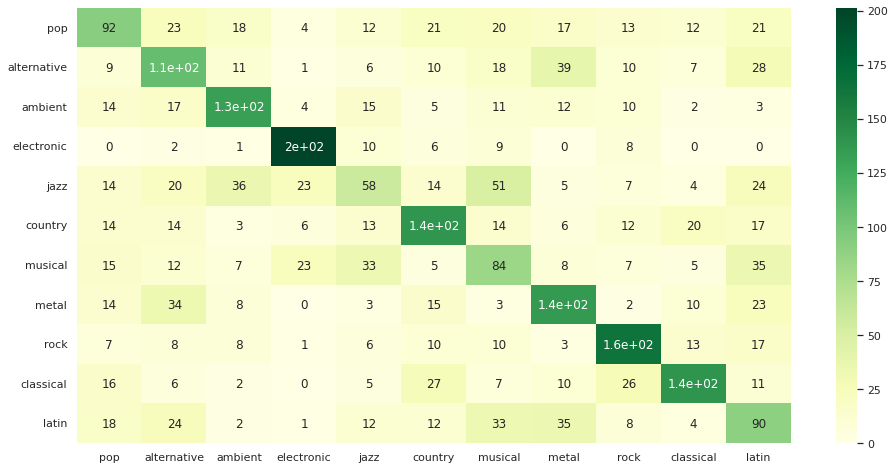 pop 92 23 18 4 12 21 20 17 13 12 21
alternative 9 1.1e+02 11 1 6 10 18 39 10 7 28
ambient 14 17 1.3e+02 4 15 5 11 12 10 2 3
electronic 0 2 1 2e+02 10 6 9 0 8 0 0
jazz 14 20 36 23 58 14 51 5 7 4 24
country 14 14 3 6 13 1.4e+02 14 6 12 20 17
musical 15 12 7 23 33 5 84 8 7 5 35
metal 14 34 8 0 3 15 3 1.4e+02 2 10 23
rock 7 8 8 1 6 10 10 3 1.6e+02 13 17
classical 16 6 2 0 5 27 7 10 26 1.4e+02 11
latin 18 24 2 1 12 12 33 35 8 4 90
pop alternative ambient electronic jazz country musical metal rock classical latin
200
175
150
125
100
75
50
25
0